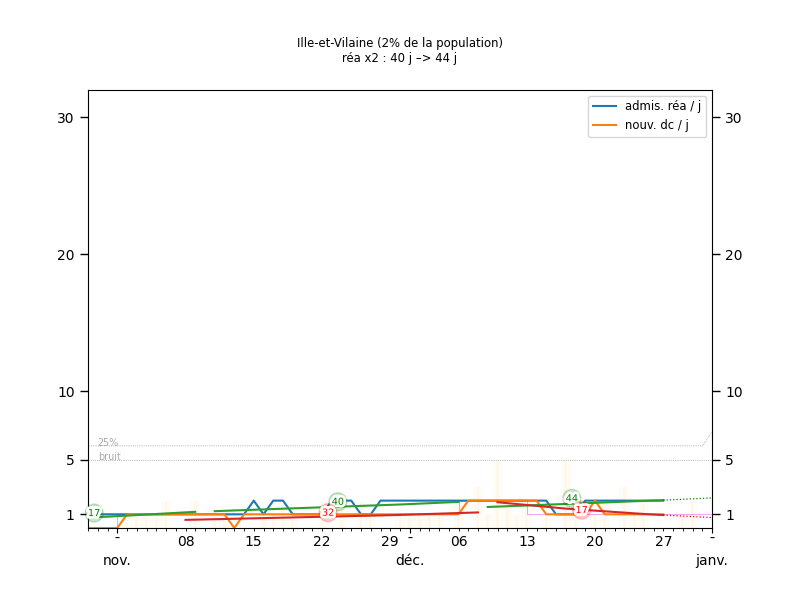 Ille-et-Vilaine (2% de la population)
réa x2 : 40 j –> 44 j
admis. réa / j
nouv. dc / j
30 30
20 20
10 10
25%
bruit
5 5
1 1
17 40 32 44 17
- 08 15 22 29 - 06 13 20 27 -
nov. déc. janv.